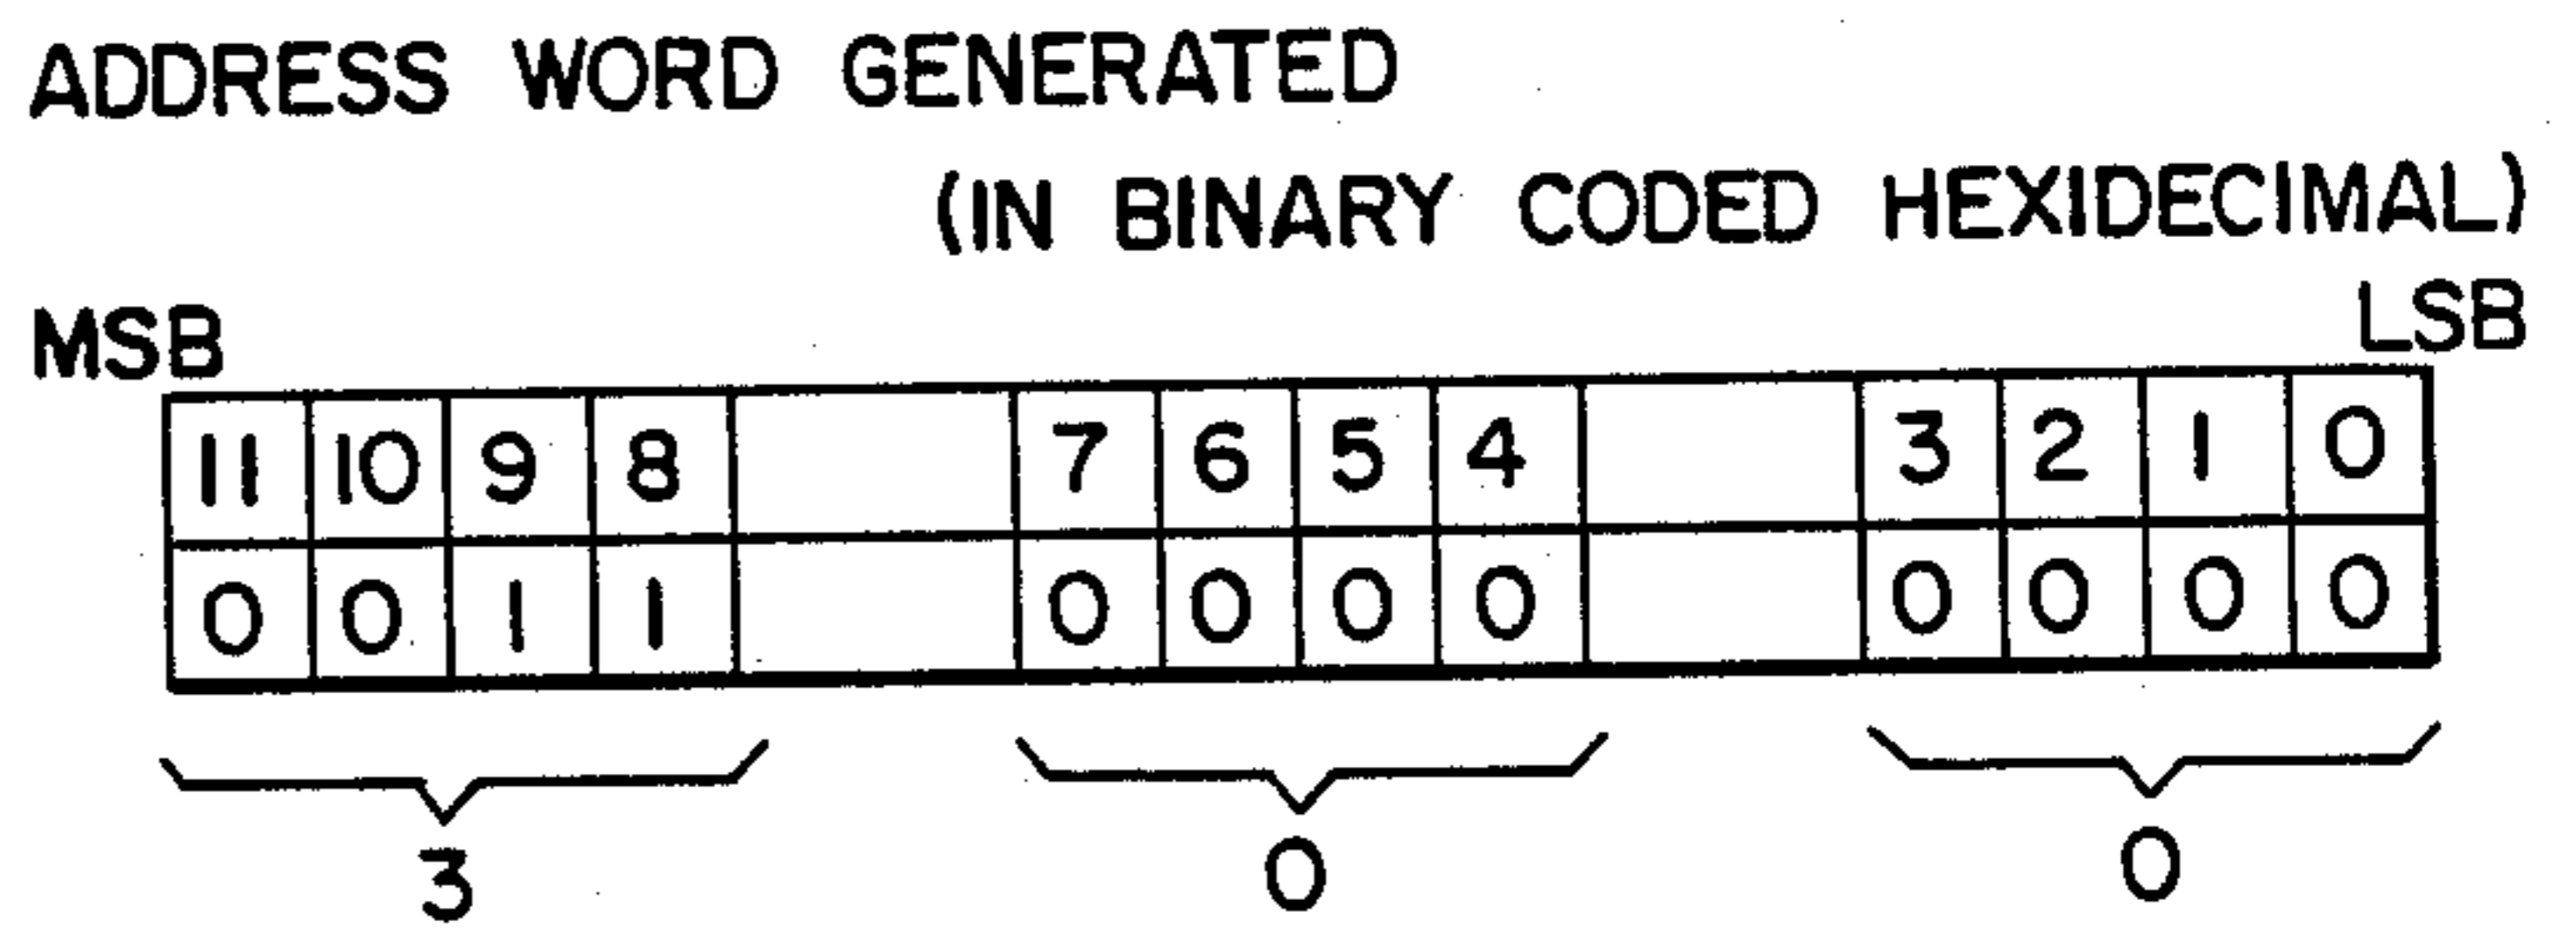 ADDRESS WORD GENERATED
(IN BINARY CODED HEXIDECIMAL)
MSB LSB
11 10 9 8 7 6 5 4 3 2 1 0
0 0 1 1 0 0 0 0 0 0 0 0
3 0 0